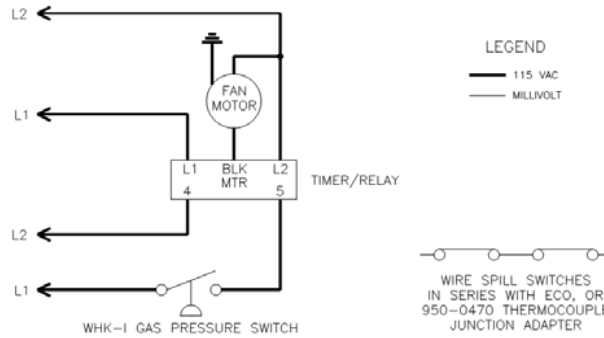 L2
LEGEND
115 VAC
MILLIVOLT
FAN
MOTOR
L1
L1 BLK L2
MTR
4 5
TIMER/RELAY
L2
L1
WHK-I GAS PRESSURE SWITCH
WIRE SPILL SWITCHES
IN SERIES WITH ECO, OR
950-0470 THERMOCOUPLE
JUNCTION ADAPTER